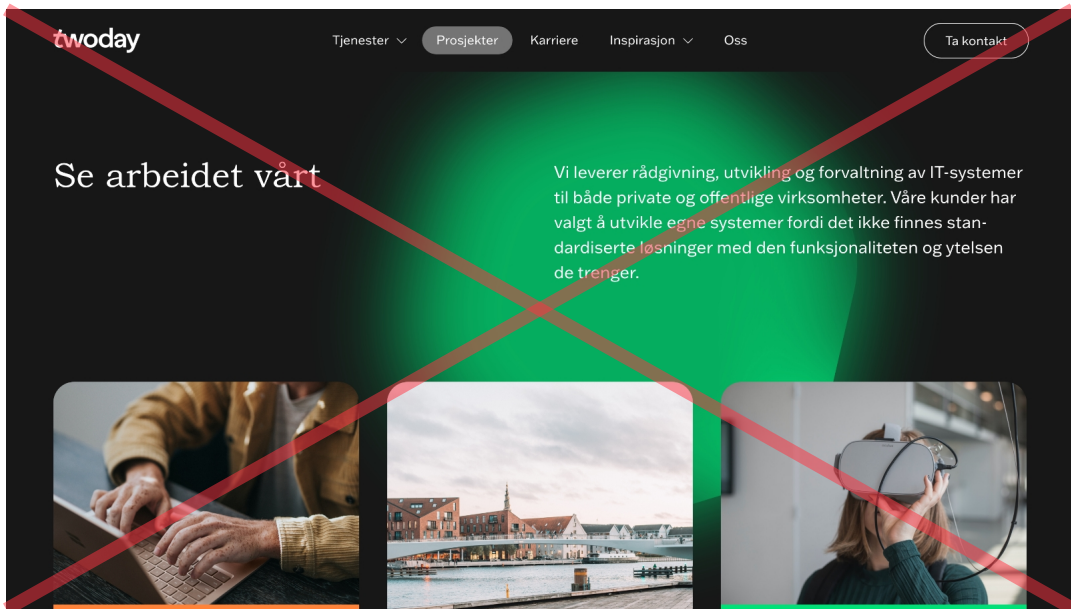 twoday
Tjenester
Prosjekter
Karriere
Inspirasjon
Oss
Ta kontakt
Se arbeidet vårt
Vi leverer rådgivning, utvikling og forvaltning av IT-systemer
til både private og offentlige virksomheter. Våre kunder har
valgt å utvikle egne systemer fordi det ikke finnes stan-
dardiserte løsninger med den funksjonaliteten og ytelsen
de trenger.